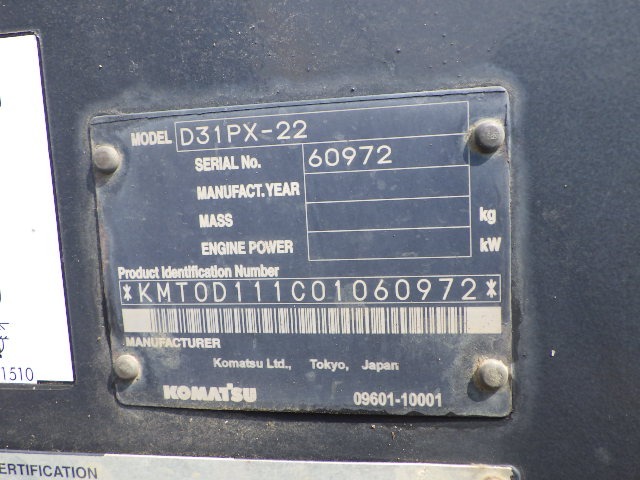 MODEL D31PX-22
SERIAL No. 60972
MANUFACT.YEAR
MASS kg
ENGINE POWER kW
Product Identification Number
*KMT0D111C01060972*
MANUFACTURER
Komatsu Ltd., Tokyo, Japan
KOMATSU 09601-10001
1510
ERTIFICATION